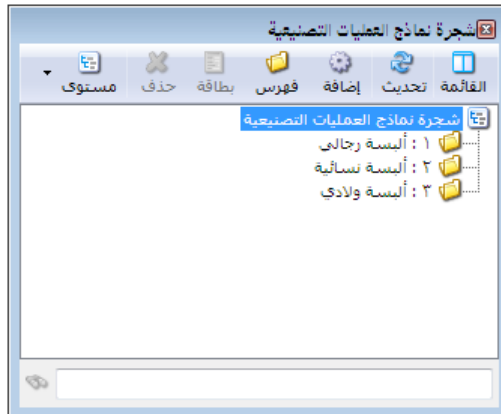 شجرة نماذج العمليات التصنيعية
القائمة تحديث إضافة فهرس بطاقة حذف مستوى
شجرة نماذج العمليات التصنيعية
١ : ألبسة رجالي
٢ : ألبسة نسائية
٣ : ألبسة ولادي